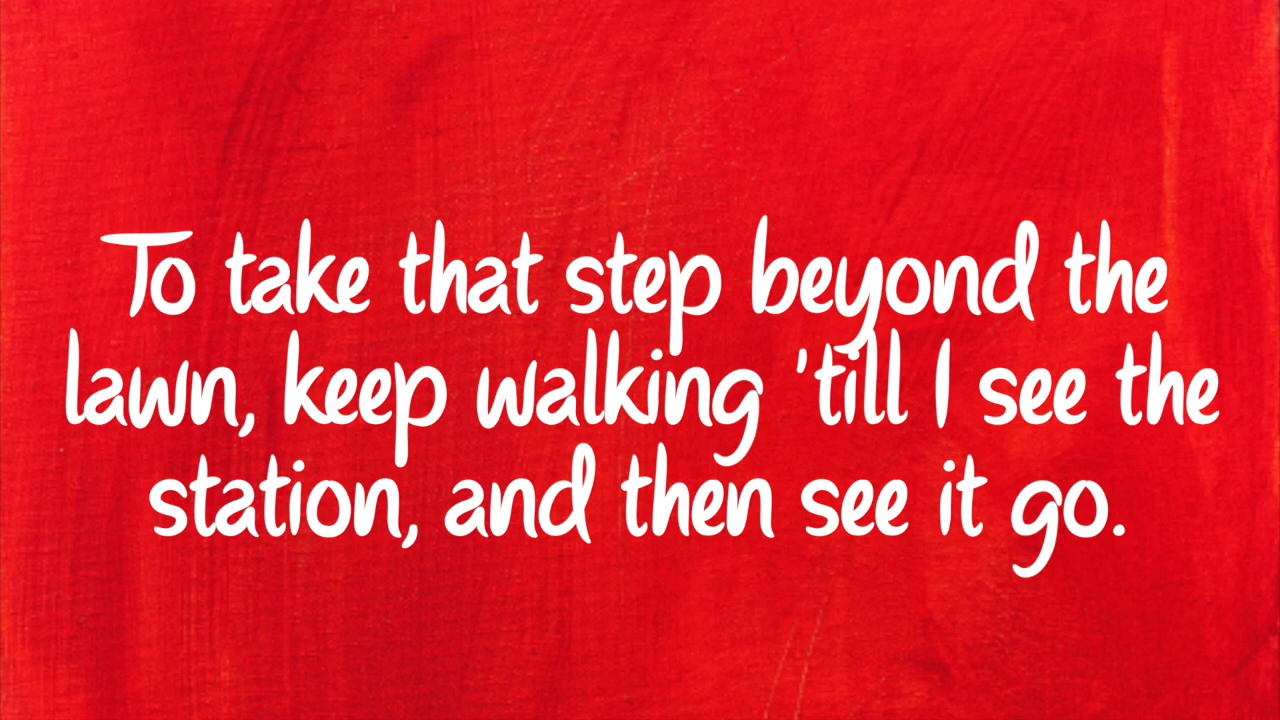 To take that step beyond the
lawn, keep walking 'till I see the
station, and then see it go.